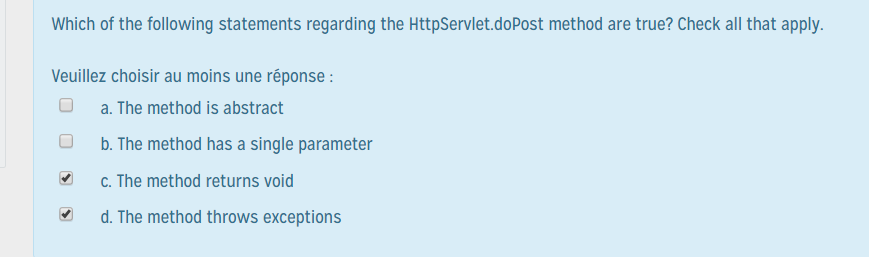 Which of the following statements regarding the HttpServlet.doPost method are true? Check all that apply.
Veuillez choisir au moins une réponse :
a. The method is abstract
b. The method has a single parameter
c. The method returns void
d. The method throws exceptions